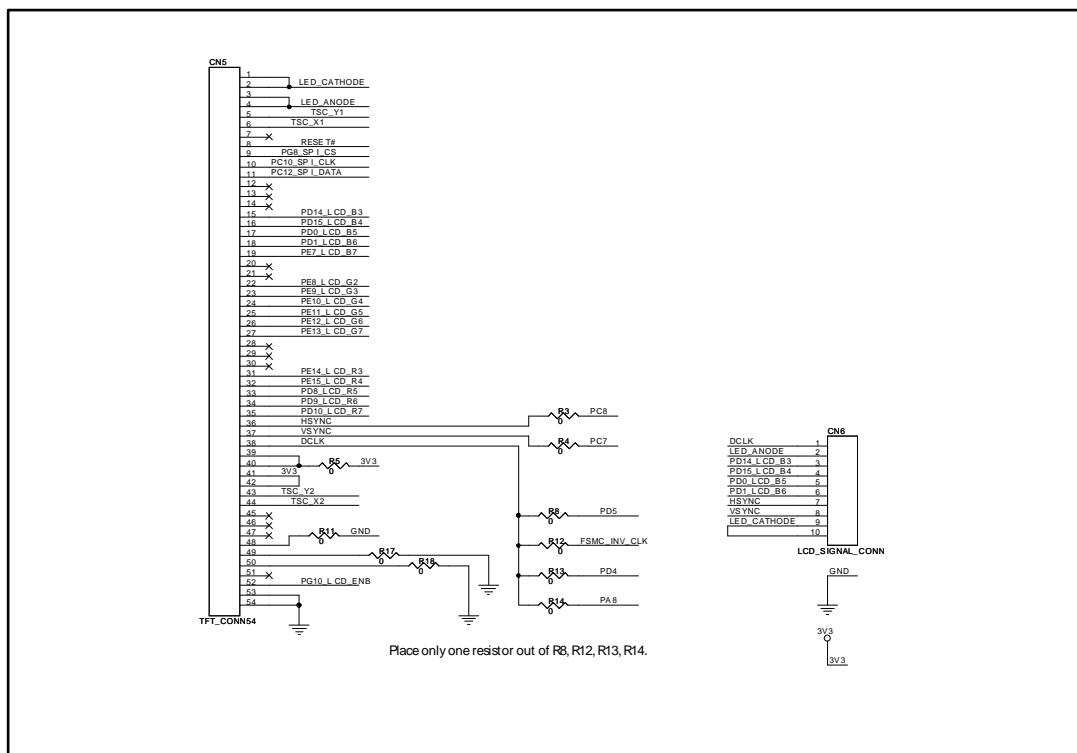 CN5
1
2 LED_CATHODE
3
4 LED_ANODE
5 TSC_Y1
6 TSC_X1
7
8 RESET#
9 PG8_SPI_CS
10 PC10_SPI_CLK
11 PC12_SPI_DATA
12
13
14
15 PD14_LCD_B3
16 PD15_LCD_B4
17 PD0_LCD_B5
18 PD1_LCD_B6
19 PE7_LCD_B7
20
21
22 PE8_LCD_G2
23 PE9_LCD_G3
24 PE10_LCD_G4
25 PE11_LCD_G5
26 PE12_LCD_G6
27 PE13_LCD_G7
28
29
30
31 PE14_LCD_R3
32 PE15_LCD_R4
33 PD8_LCD_R5
34 PD9_LCD_R6
35 PD10_LCD_R7
36 HSYNC
37 VSYNC
38 DCLK
39
40
41 3V3
42
43 TSC_Y2
44 TSC_X2
45
46
47
48
49
50
51
52 PG10_LCD_ENB
53
54
TFT_CONN54
R3 PC8
0
R4 PC7
0
R5 3V3
0
R11 GND
0
R17
0
R18
0
R8 PD5
0
R12 FSMC_INV_CLK
0
R13 PD4
0
R14 PA8
0
Place only one resistor out of R8, R12, R13, R14.
CN6
DCLK 1
LED_ANODE 2
PD14_LCD_B3 3
PD15_LCD_B4 4
PD0_LCD_B5 5
PD1_LCD_B6 6
HSYNC 7
VSYNC 8
LED_CATHODE 9
10
LCD_SIGNAL_CONN
GND
3V3
3V3